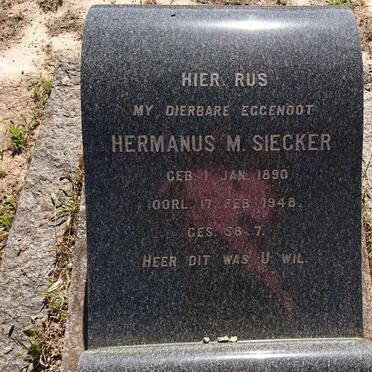 HIER RUS
MY DIERBARE EGGENOOT
HERMANUS M. SIECKER
GEB. 1 JAN. 1890
OORL. 17 FEB. 1948.
GES. 58:7.
HEER DIT WAS U WIL.